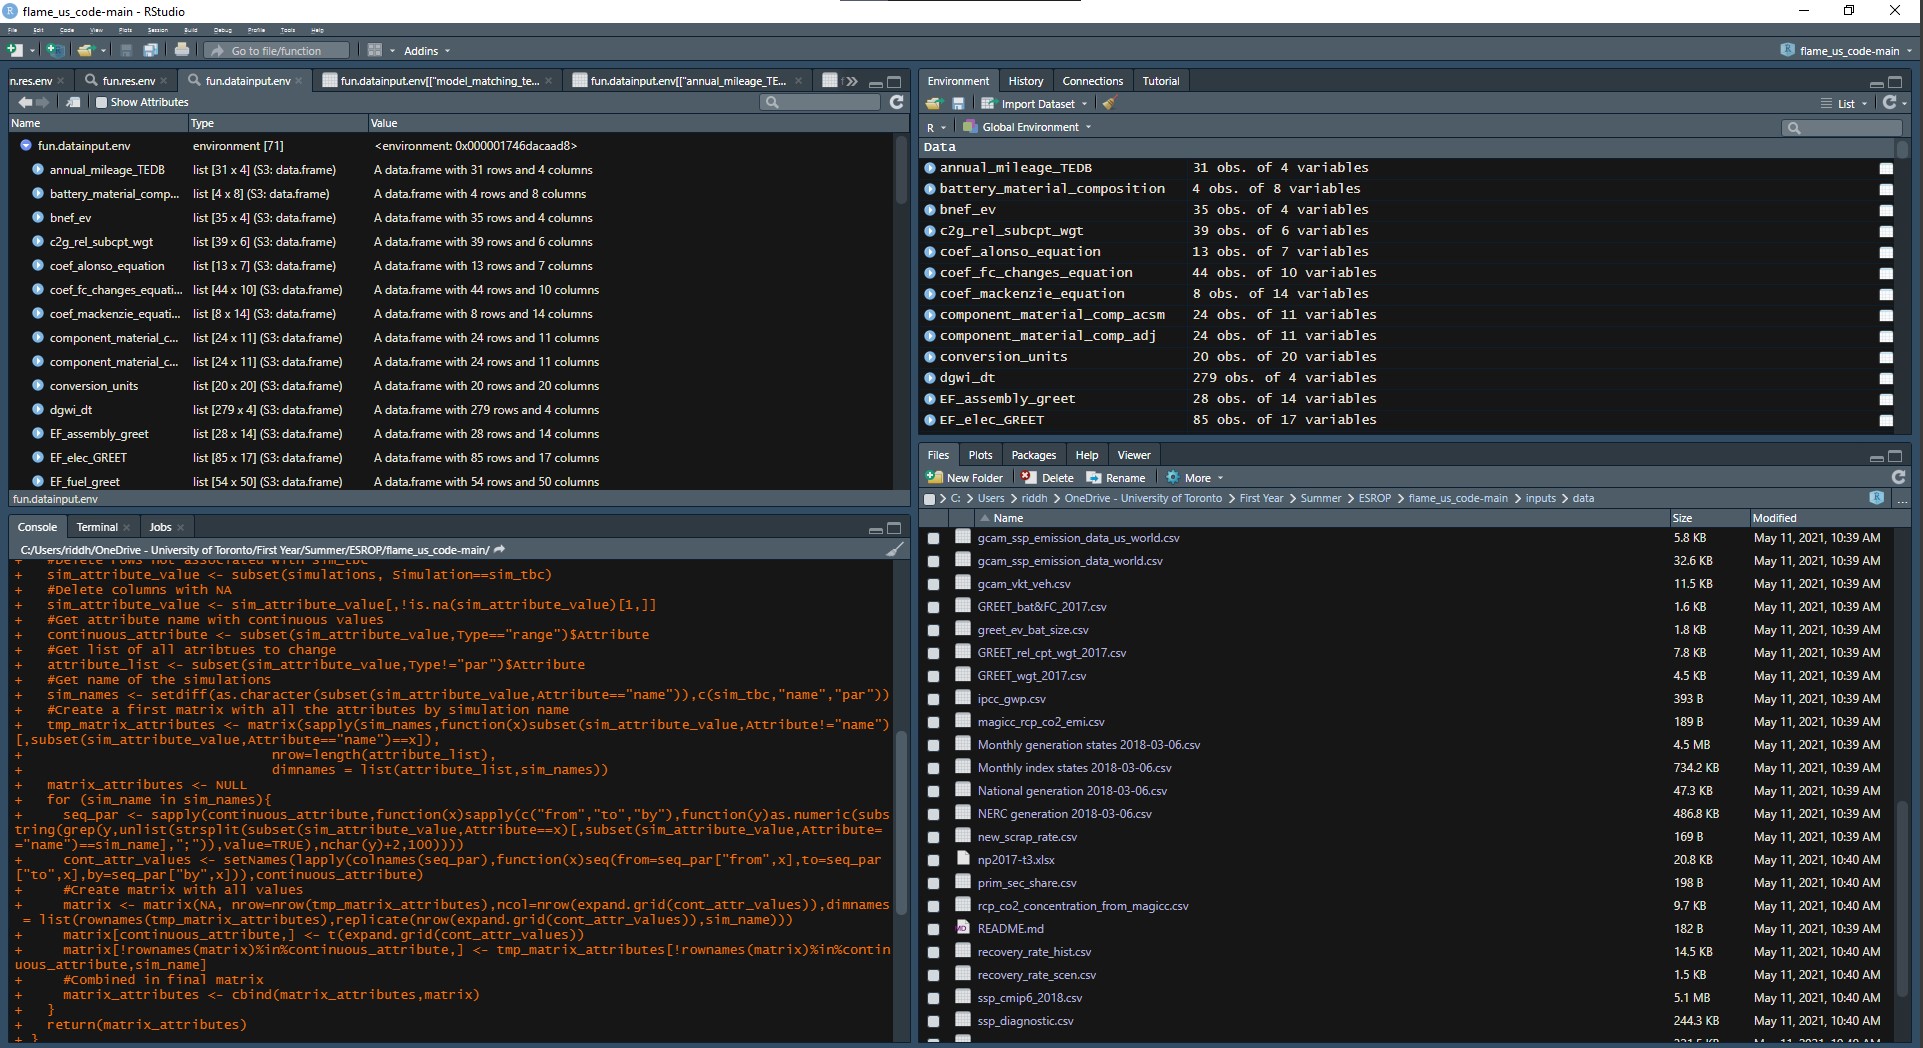 flame_us_code-main - RStudio
File Edit Code View Plots Session Build Debug Profile Tools Help
Go to file/function Addins flame_us_code-main
n.res.env fun.res.env fun.datainput.env fun.datainput.env[["model_matching_te... fun.datainput.env[["annual_mileage_TE...
Show Attributes
Name Type Value
fun.datainput.env environment [71] <environment: 0x000001746dacaad8>
annual_mileage_TEDB list [31 x 4] (S3: data.frame) A data.frame with 31 rows and 4 columns
battery_material_comp... list [4 x 8] (S3: data.frame) A data.frame with 4 rows and 8 columns
bnef_ev list [35 x 4] (S3: data.frame) A data.frame with 35 rows and 4 columns
c2g_rel_subcpt_wgt list [39 x 6] (S3: data.frame) A data.frame with 39 rows and 6 columns
coef_alonso_equation list [13 x 7] (S3: data.frame) A data.frame with 13 rows and 7 columns
coef_fc_changes_equati... list [44 x 10] (S3: data.frame) A data.frame with 44 rows and 10 columns
coef_mackenzie_equati... list [8 x 14] (S3: data.frame) A data.frame with 8 rows and 14 columns
component_material_c... list [24 x 11] (S3: data.frame) A data.frame with 24 rows and 11 columns
component_material_c... list [24 x 11] (S3: data.frame) A data.frame with 24 rows and 11 columns
conversion_units list [20 x 20] (S3: data.frame) A data.frame with 20 rows and 20 columns
dgwi_dt list [279 x 4] (S3: data.frame) A data.frame with 279 rows and 4 columns
EF_assembly_greet list [28 x 14] (S3: data.frame) A data.frame with 28 rows and 14 columns
EF_elec_GREET list [85 x 17] (S3: data.frame) A data.frame with 85 rows and 17 columns
EF_fuel_greet list [54 x 50] (S3: data.frame) A data.frame with 54 rows and 50 columns
fun.datainput.env
Console Terminal Jobs
C:/Users/riddh/OneDrive - University of Toronto/First Year/Summer/ESROP/flame_us_code-main/
+ #Delete rows not associated with sim_tbc
+ sim_attribute_value <- subset(simulations, Simulation==sim_tbc)
+ #Delete columns with NA
+ sim_attribute_value <- sim_attribute_value[,!is.na(sim_attribute_value)[1,]]
+ #Get attribute name with continuous values
+ continuous_attribute <- subset(sim_attribute_value,Type=="range")$Attribute
+ #Get list of all atribtues to change
+ attribute_list <- subset(sim_attribute_value,Type!="par")$Attribute
+ #Get name of the simulations
+ sim_names <- setdiff(as.character(subset(sim_attribute_value,Attribute=="name")),c(sim_tbc,"name","par"))
+ #Create a first matrix with all the attributes by simulation name
+ tmp_matrix_attributes <- matrix(sapply(sim_names,function(x)subset(sim_attribute_value,Attribute!="name")
[,subset(sim_attribute_value,Attribute=="name")==x]),
+ nrow=length(attribute_list),
+ dimnames = list(attribute_list,sim_names))
+ matrix_attributes <- NULL
+ for (sim_name in sim_names){
+ seq_par <- sapply(continuous_attribute,function(x)sapply(c("from","to","by"),function(y)as.numeric(subs
tring(grep(y,unlist(strsplit(subset(sim_attribute_value,Attribute==x)[,subset(sim_attribute_value,Attribute=
="name")==sim_name],";")),value=TRUE),nchar(y)+2,100))))
+ cont_attr_values <- setNames(lapply(colnames(seq_par),function(x)seq(from=seq_par["from",x],to=seq_par
["to",x],by=seq_par["by",x])),continuous_attribute)
+ #Create matrix with all values
+ matrix <- matrix(NA, nrow=nrow(tmp_matrix_attributes),ncol=nrow(expand.grid(cont_attr_values)),dimnames
= list(rownames(tmp_matrix_attributes),replicate(nrow(expand.grid(cont_attr_values)),sim_name)))
+ matrix[continuous_attribute,] <- t(expand.grid(cont_attr_values))
+ matrix[!rownames(matrix)%in%continuous_attribute,] <- tmp_matrix_attributes[!rownames(matrix)%in%contin
uous_attribute,sim_name]
+ #Combined in final matrix
+ matrix_attributes <- cbind(matrix_attributes,matrix)
+ }
+ return(matrix_attributes)
+ }
Environment History Connections Tutorial
Import Dataset List
R Global Environment
Data
annual_mileage_TEDB 31 obs. of 4 variables
battery_material_composition 4 obs. of 8 variables
bnef_ev 35 obs. of 4 variables
c2g_rel_subcpt_wgt 39 obs. of 6 variables
coef_alonso_equation 13 obs. of 7 variables
coef_fc_changes_equation 44 obs. of 10 variables
coef_mackenzie_equation 8 obs. of 14 variables
component_material_comp_acsm 24 obs. of 11 variables
component_material_comp_adj 24 obs. of 11 variables
conversion_units 20 obs. of 20 variables
dgwi_dt 279 obs. of 4 variables
EF_assembly_greet 28 obs. of 14 variables
EF_elec_GREET 85 obs. of 17 variables
Files Plots Packages Help Viewer
New Folder Delete Rename More
C: > Users > riddh > OneDrive - University of Toronto > First Year > Summer > ESROP > flame_us_code-main > inputs > data ...
Name Size Modified
gcam_ssp_emission_data_us_world.csv 5.8 KB May 11, 2021, 10:39 AM
gcam_ssp_emission_data_world.csv 32.6 KB May 11, 2021, 10:39 AM
gcam_vkt_veh.csv 11.5 KB May 11, 2021, 10:39 AM
GREET_bat&FC_2017.csv 1.6 KB May 11, 2021, 10:39 AM
greet_ev_bat_size.csv 1.8 KB May 11, 2021, 10:39 AM
GREET_rel_cpt_wgt_2017.csv 7.8 KB May 11, 2021, 10:39 AM
GREET_wgt_2017.csv 4.5 KB May 11, 2021, 10:39 AM
ipcc_gwp.csv 393 B May 11, 2021, 10:39 AM
magicc_rcp_co2_emi.csv 189 B May 11, 2021, 10:39 AM
Monthly generation states 2018-03-06.csv 4.5 MB May 11, 2021, 10:39 AM
Monthly index states 2018-03-06.csv 734.2 KB May 11, 2021, 10:39 AM
National generation 2018-03-06.csv 47.3 KB May 11, 2021, 10:39 AM
NERC generation 2018-03-06.csv 486.8 KB May 11, 2021, 10:39 AM
new_scrap_rate.csv 169 B May 11, 2021, 10:39 AM
np2017-t3.xlsx 20.8 KB May 11, 2021, 10:40 AM
prim_sec_share.csv 198 B May 11, 2021, 10:40 AM
rcp_co2_concentration_from_magicc.csv 9.7 KB May 11, 2021, 10:40 AM
README.md 182 B May 11, 2021, 10:40 AM
recovery_rate_hist.csv 14.5 KB May 11, 2021, 10:40 AM
recovery_rate_scen.csv 1.5 KB May 11, 2021, 10:40 AM
ssp_cmip6_2018.csv 5.1 MB May 11, 2021, 10:40 AM
ssp_diagnostic.csv 244.3 KB May 11, 2021, 10:40 AM